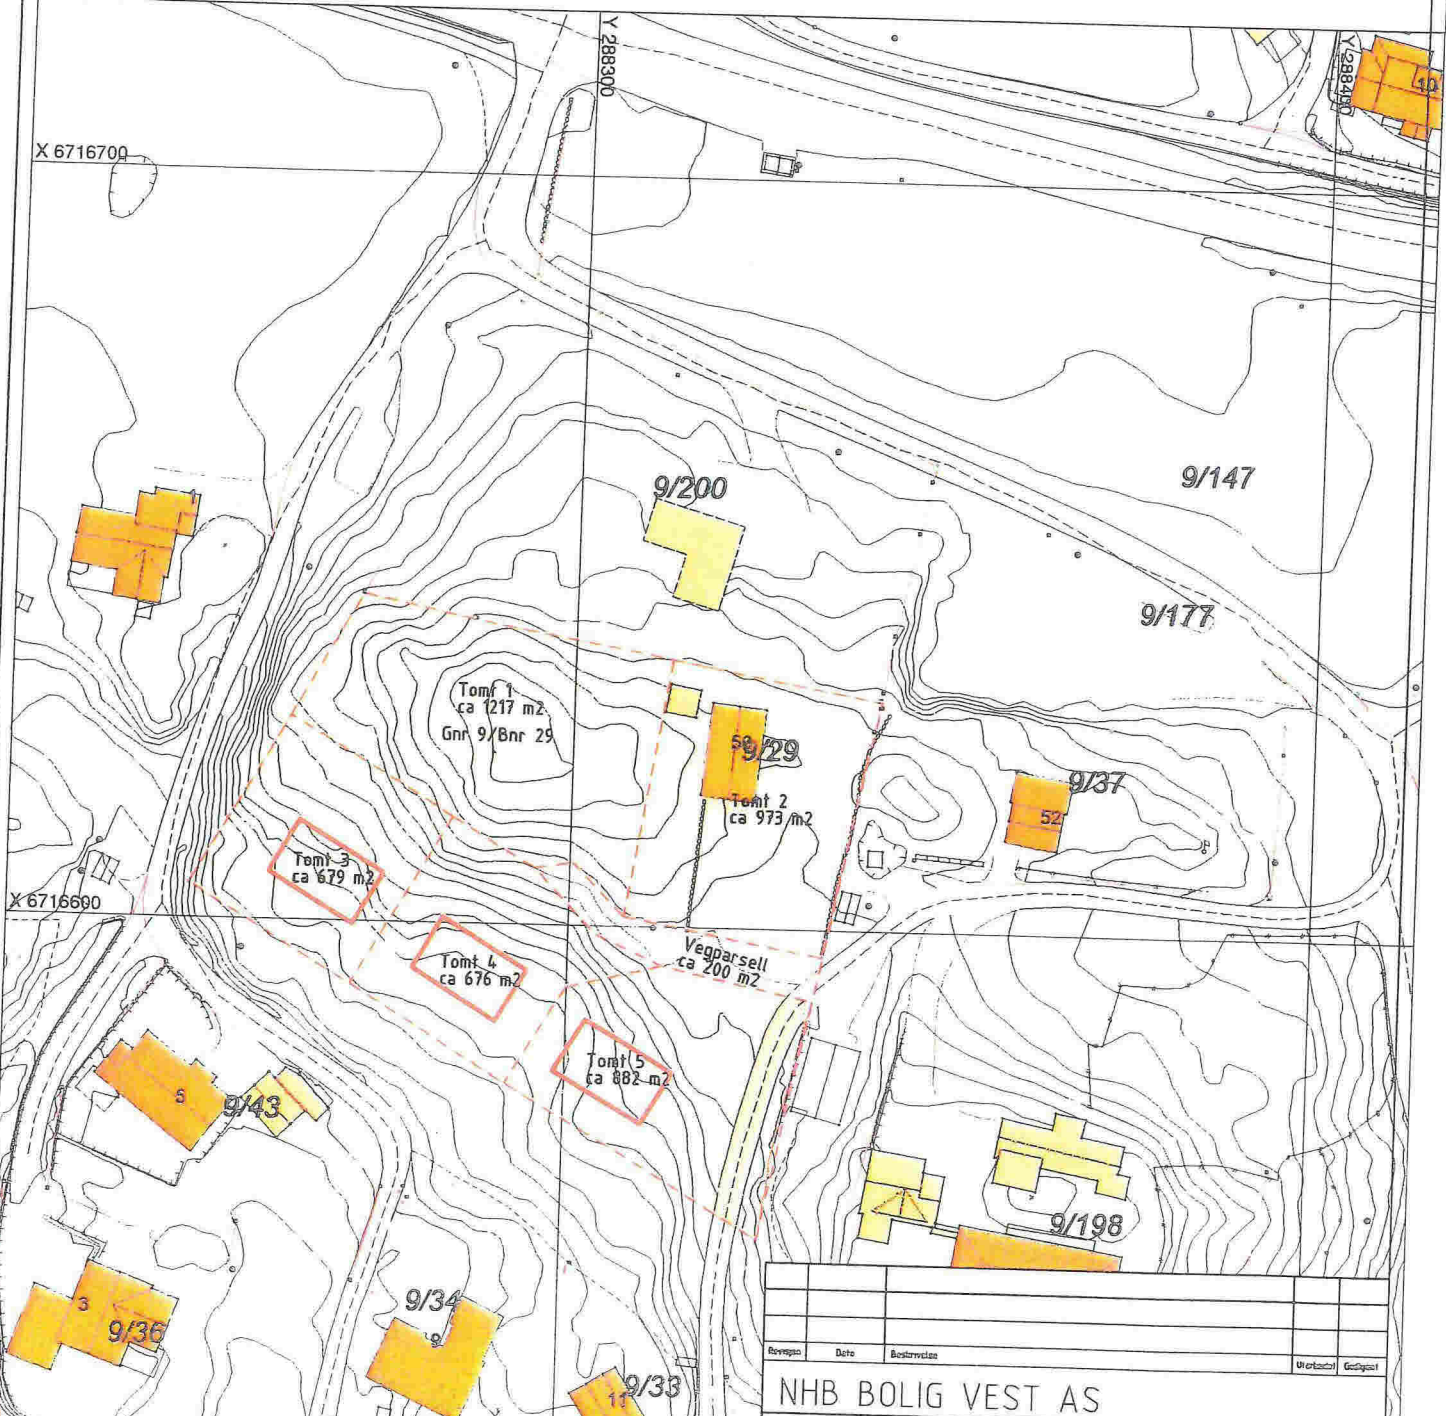 Y 288300
Y 288400
10
X 6716700
1
9/200
9/147
9/177
Tomt 1
ca 1217 m2
Gnr 9/Bnr 29
50
9/29
9/37
Tomt 2
ca 973 m2
52
Tomt 3
ca 679 m2
X 6716600
Vegparsell
ca 200 m2
Tomt 4
ca 676 m2
Tomt 5
ca 882 m2
5
9/43
9/198
3
9/36
9/34
9
9/33
11
Dato
Beskrivelse
NHB BOLIG VEST AS